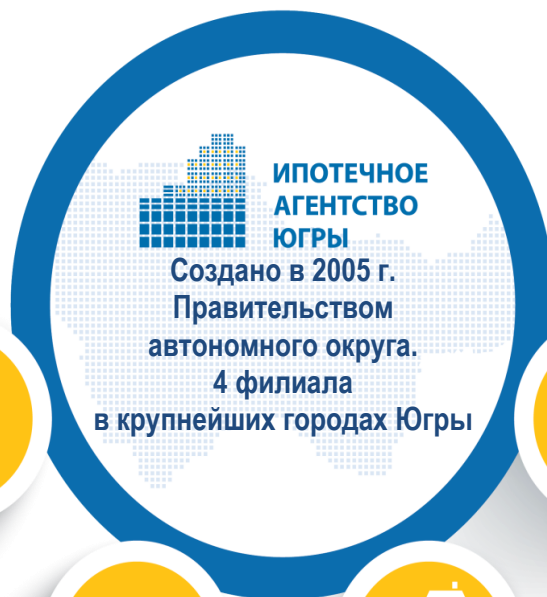 ИПОТЕЧНОЕ
АГЕНТСТВО
ЮГРЫ
Создано в 2005 г.
Правительством
автономного округа.
4 филиала
в крупнейших городах Югры